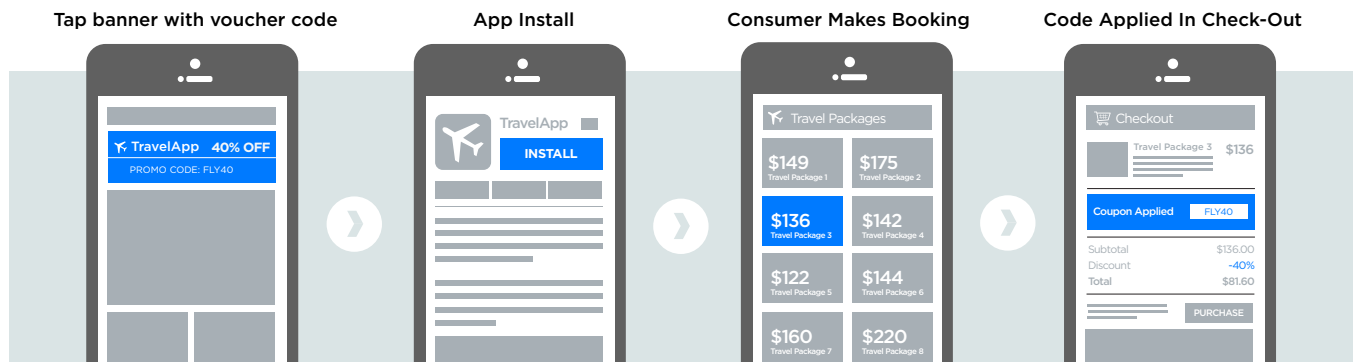 Tap banner with voucher code
App Install
Consumer Makes Booking
Code Applied In Check-Out
TravelApp 40% OFF
PROMO CODE: FLY40
TravelApp
INSTALL
Travel Packages
$149
Travel Package 1
$175
Travel Package 2
$136
Travel Package 3
$142
Travel Package 4
$122
Travel Package 5
$144
Travel Package 6
$160
Travel Package 7
$220
Travel Package 8
Checkout
Travel Package 3 $136
Coupon Applied FLY40
Subtotal $136.00
Discount -40%
Total $81.60
PURCHASE